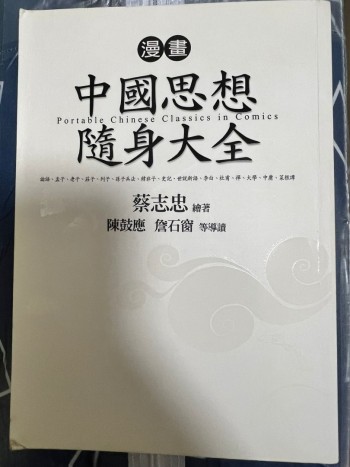 漫畫
中國思想
Portable Chinese Classics in Comics
隨身大全
論語、孟子、老子、莊子、列子、孫子兵法、韓非子、史記、世說新語、李白、杜甫、禪、大學、中庸、菜根譚
蔡志忠 繪著
陳鼓應 詹石窗 等導讀